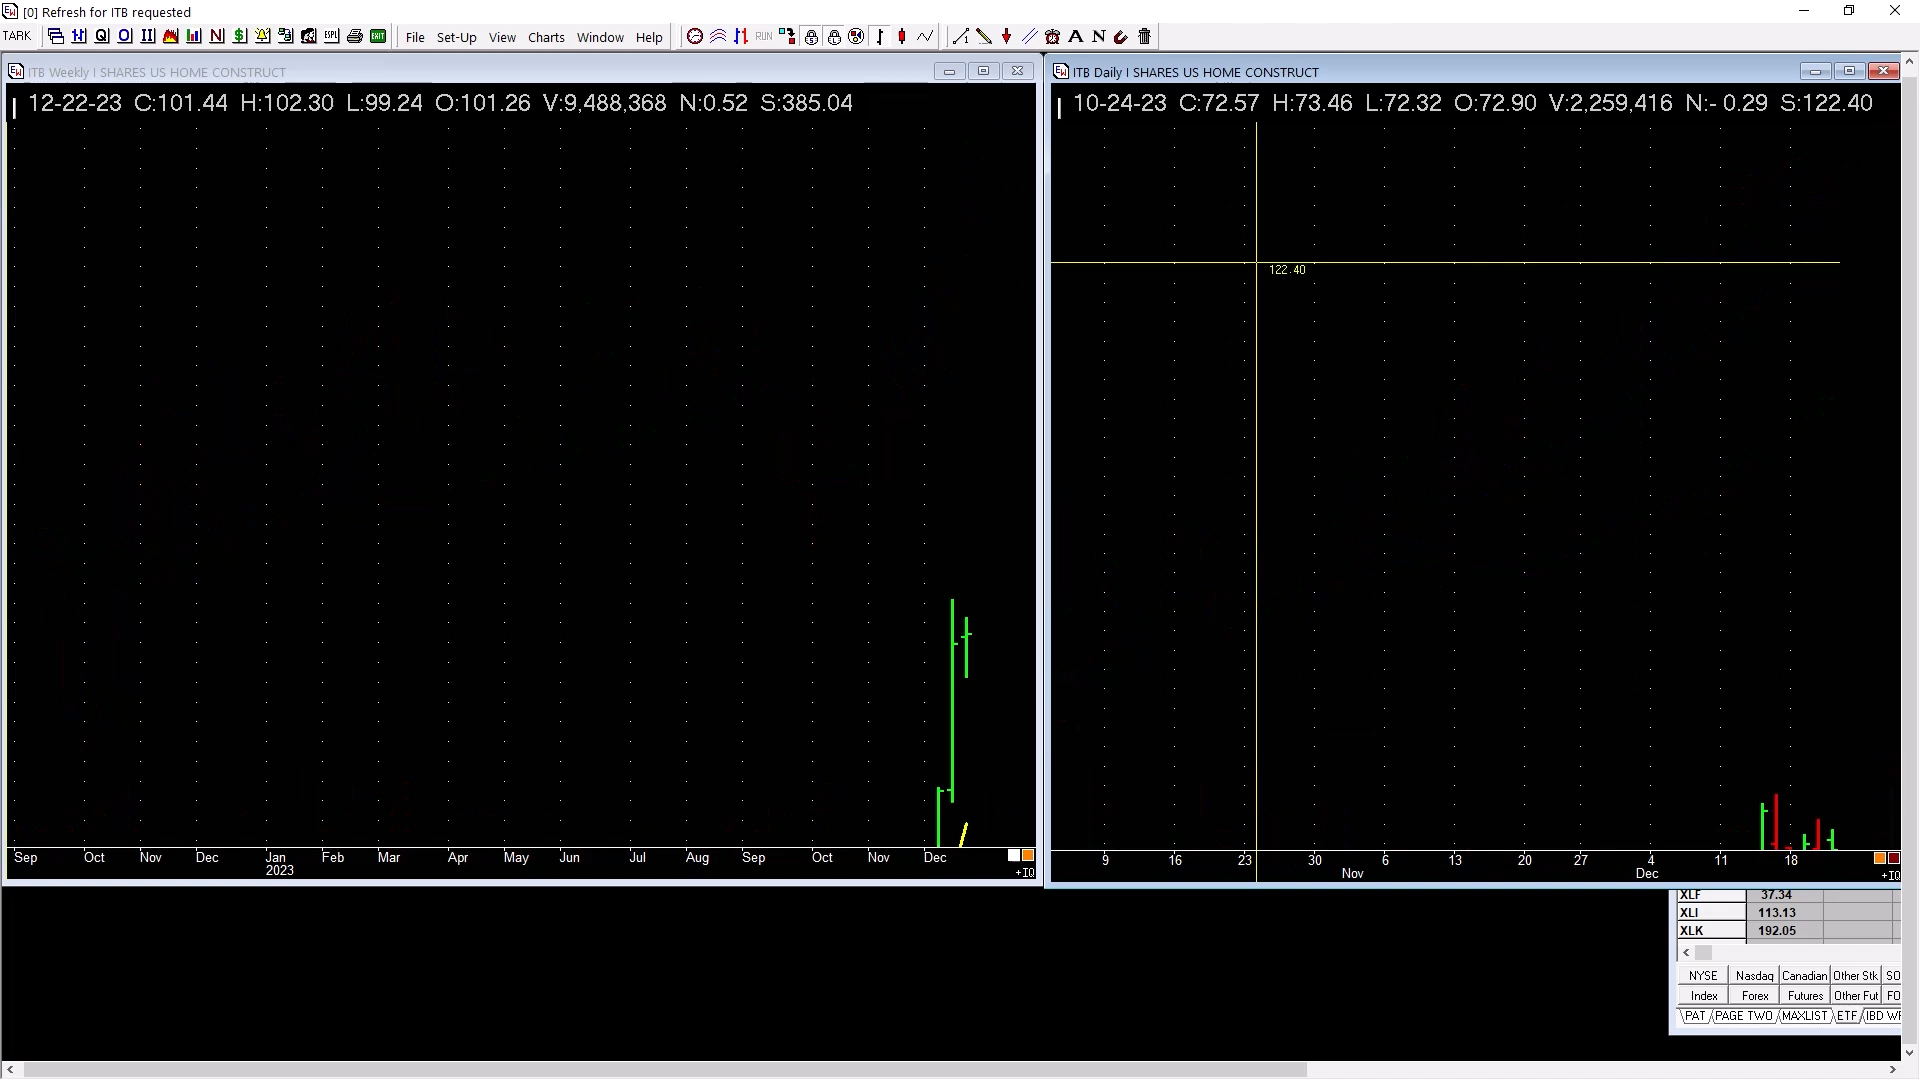 [0] Refresh for ITB requested
TARK
File Set-Up View Charts Window Help
RUN
A N
ITB Weekly I SHARES US HOME CONSTRUCT
12-22-23 C:101.44 H:102.30 L:99.24 O:101.26 V:9,488,368 N:0.52 S:385.04
Sep Oct Nov Dec Jan Feb Mar Apr May Jun Jul Aug Sep Oct Nov Dec
2023
+IQ
ITB Daily I SHARES US HOME CONSTRUCT
10-24-23 C:72.57 H:73.46 L:72.32 O:72.90 V:2,259,416 N:- 0.29 S:122.40
122.40
9 16 23 30 6 13 20 27 4 11 18
Nov Dec
+IQ
XLF 37.34
XLI 113.13
XLK 192.05
NYSE Nasdaq Canadian Other Stk SO
Index Forex Futures Other Fut FO
PAT PAGE TWO MAXLIST ETF IBD